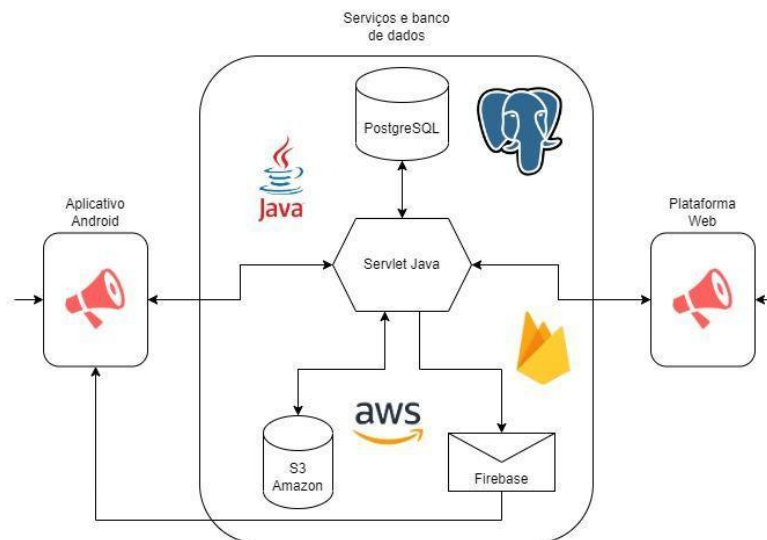 Serviços e banco
de dados
PostgreSQL
Java
Aplicativo
Android
Plataforma
Web
Servlet Java
aws
S3
Amazon
Firebase